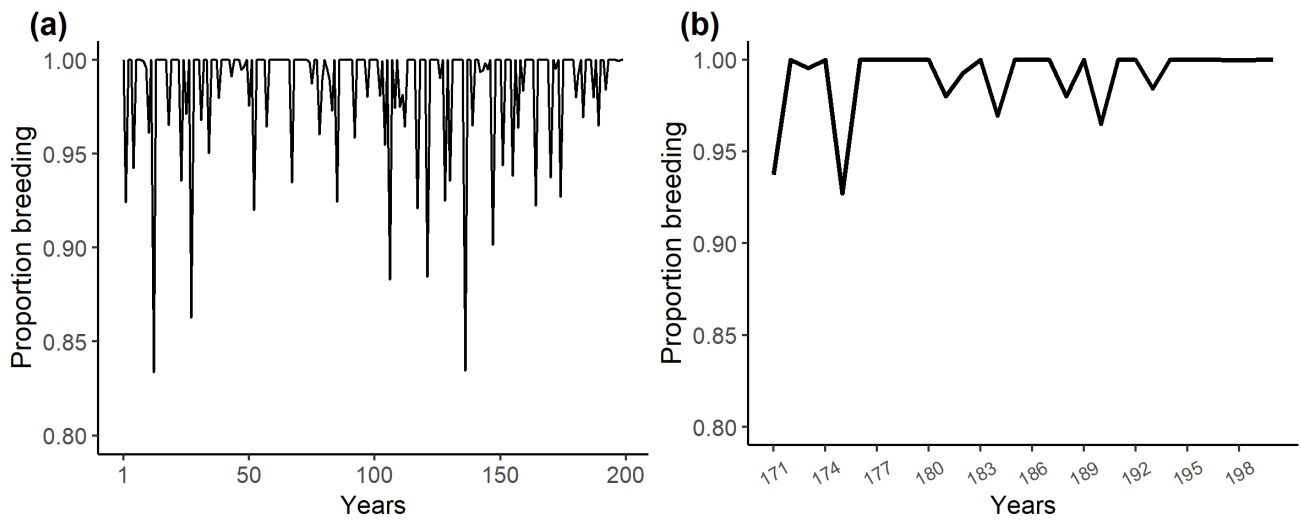 (a)
Proportion breeding
1.00
0.95
0.90
0.85
0.80
1 50 100 150 200
Years
(b)
Proportion breeding
1.00
0.95
0.90
0.85
0.80
171 174 177 180 183 186 189 192 195 198
Years